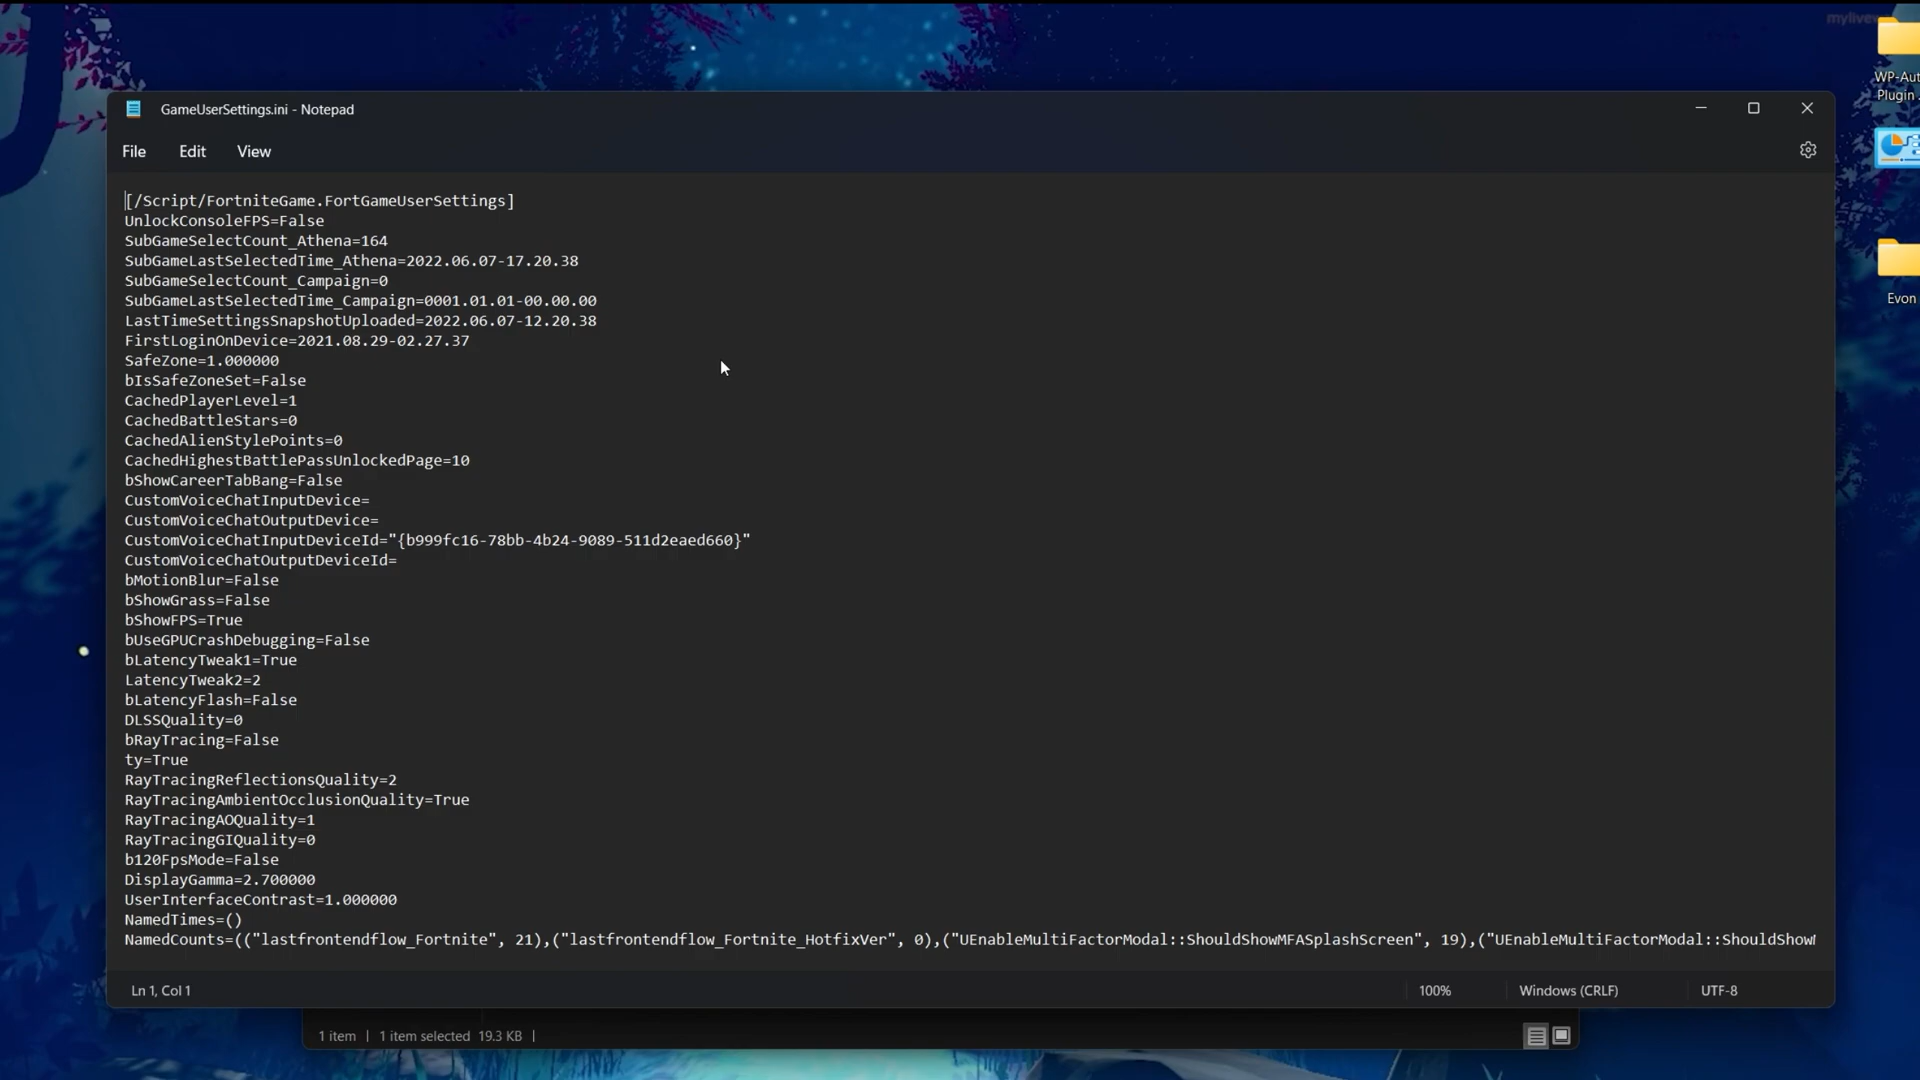 mylivew
WP-Aut
Plugin .
GameUserSettings.ini - Notepad
File Edit View
[/Script/FortniteGame.FortGameUserSettings]
UnlockConsoleFPS=False
SubGameSelectCount_Athena=164
SubGameLastSelectedTime_Athena=2022.06.07-17.20.38
SubGameSelectCount_Campaign=0
SubGameLastSelectedTime_Campaign=0001.01.01-00.00.00
LastTimeSettingsSnapshotUploaded=2022.06.07-12.20.38
FirstLoginOnDevice=2021.08.29-02.27.37
SafeZone=1.000000
bIsSafeZoneSet=False
CachedPlayerLevel=1
CachedBattleStars=0
CachedAlienStylePoints=0
CachedHighestBattlePassUnlockedPage=10
bShowCareerTabBang=False
CustomVoiceChatInputDevice=
CustomVoiceChatOutputDevice=
CustomVoiceChatInputDeviceId="{b999fc16-78bb-4b24-9089-511d2eaed660}"
CustomVoiceChatOutputDeviceId=
bMotionBlur=False
bShowGrass=False
bShowFPS=True
bUseGPUCrashDebugging=False
bLatencyTweak1=True
LatencyTweak2=2
bLatencyFlash=False
DLSSQuality=0
bRayTracing=False
ty=True
RayTracingReflectionsQuality=2
RayTracingAmbientOcclusionQuality=True
RayTracingAOQuality=1
RayTracingGIQuality=0
b120FpsMode=False
DisplayGamma=2.700000
UserInterfaceContrast=1.000000
NamedTimes=()
NamedCounts=(("lastfrontendflow_Fortnite", 21),("lastfrontendflow_Fortnite_HotfixVer", 0),("UEnableMultiFactorModal::ShouldShowMFASplashScreen", 19),("UEnableMultiFactorModal::ShouldShow
Ln 1, Col 1 100% Windows (CRLF) UTF-8
Evon
1 item | 1 item selected 19.3 KB |